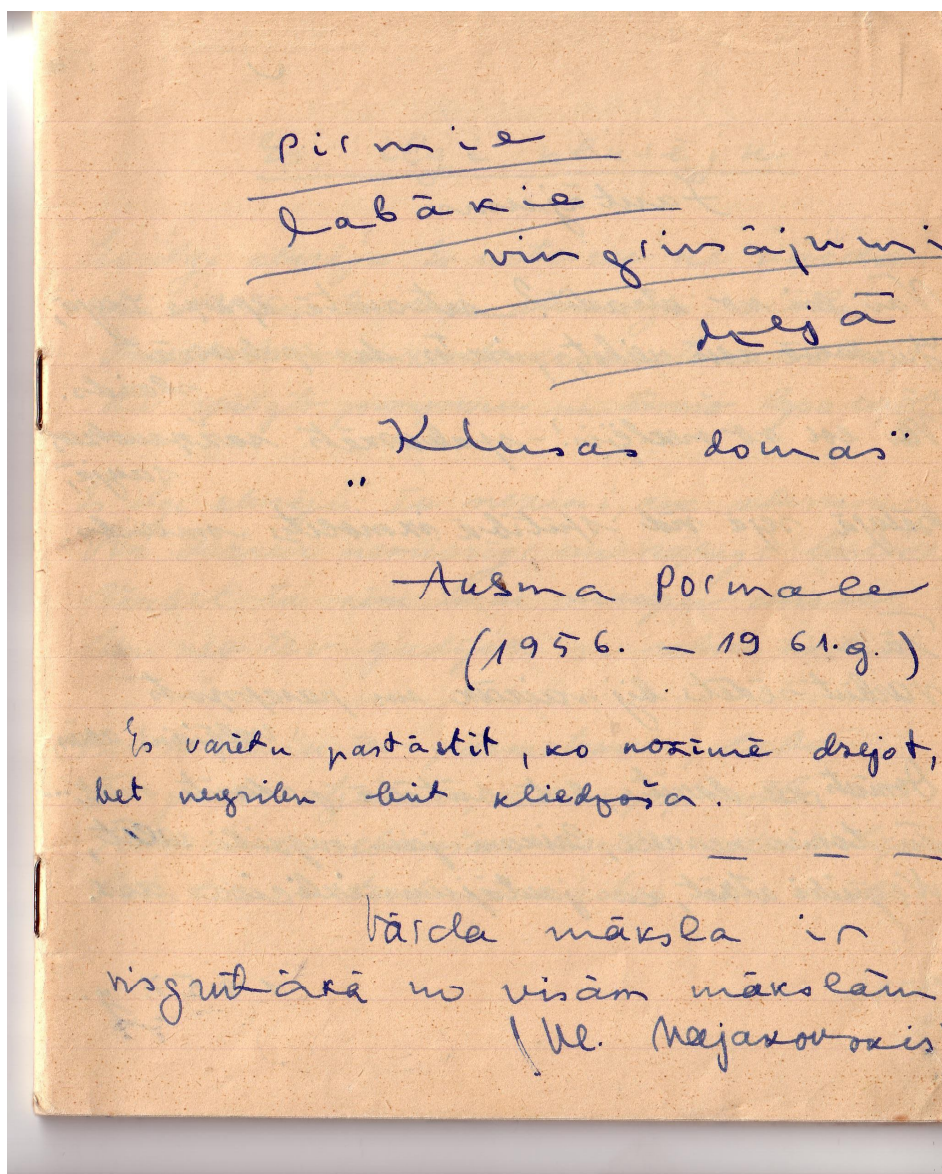 Pirmie
labākie
vingrinājumi
dzejā
"Klusas domas"
Ausma Pormale
(1956. – 1961.g.)
Es varētu pastāstīt, ko nozīmē dzejot,
bet negribu būt kliedzoša.
— — —
Vārda māksla ir
visgrūtākā no visām mākslām
(Vl. Majakovskis